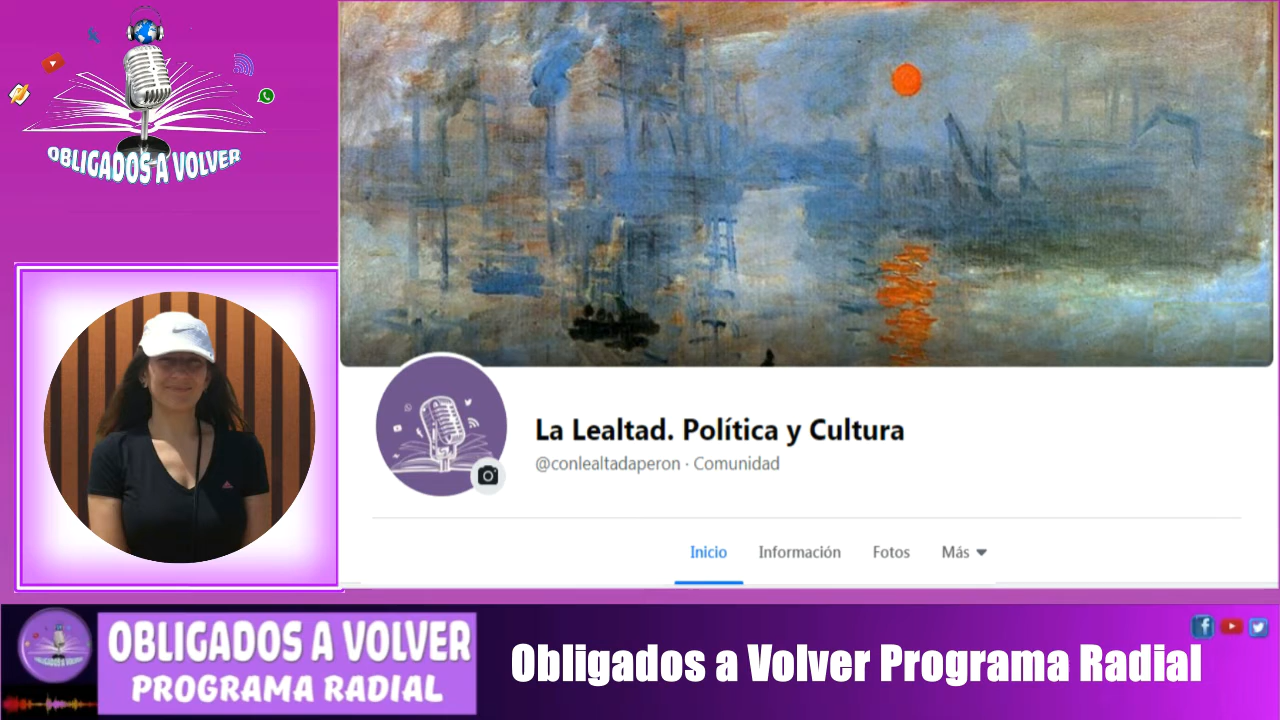 OBLIGADOS A VOLVER
La Lealtad. Política y Cultura
@conlealtadaperon · Comunidad
Inicio Información Fotos Más
OBLIGADOS A VOLVER
PROGRAMA RADIAL
Obligados a Volver Programa Radial